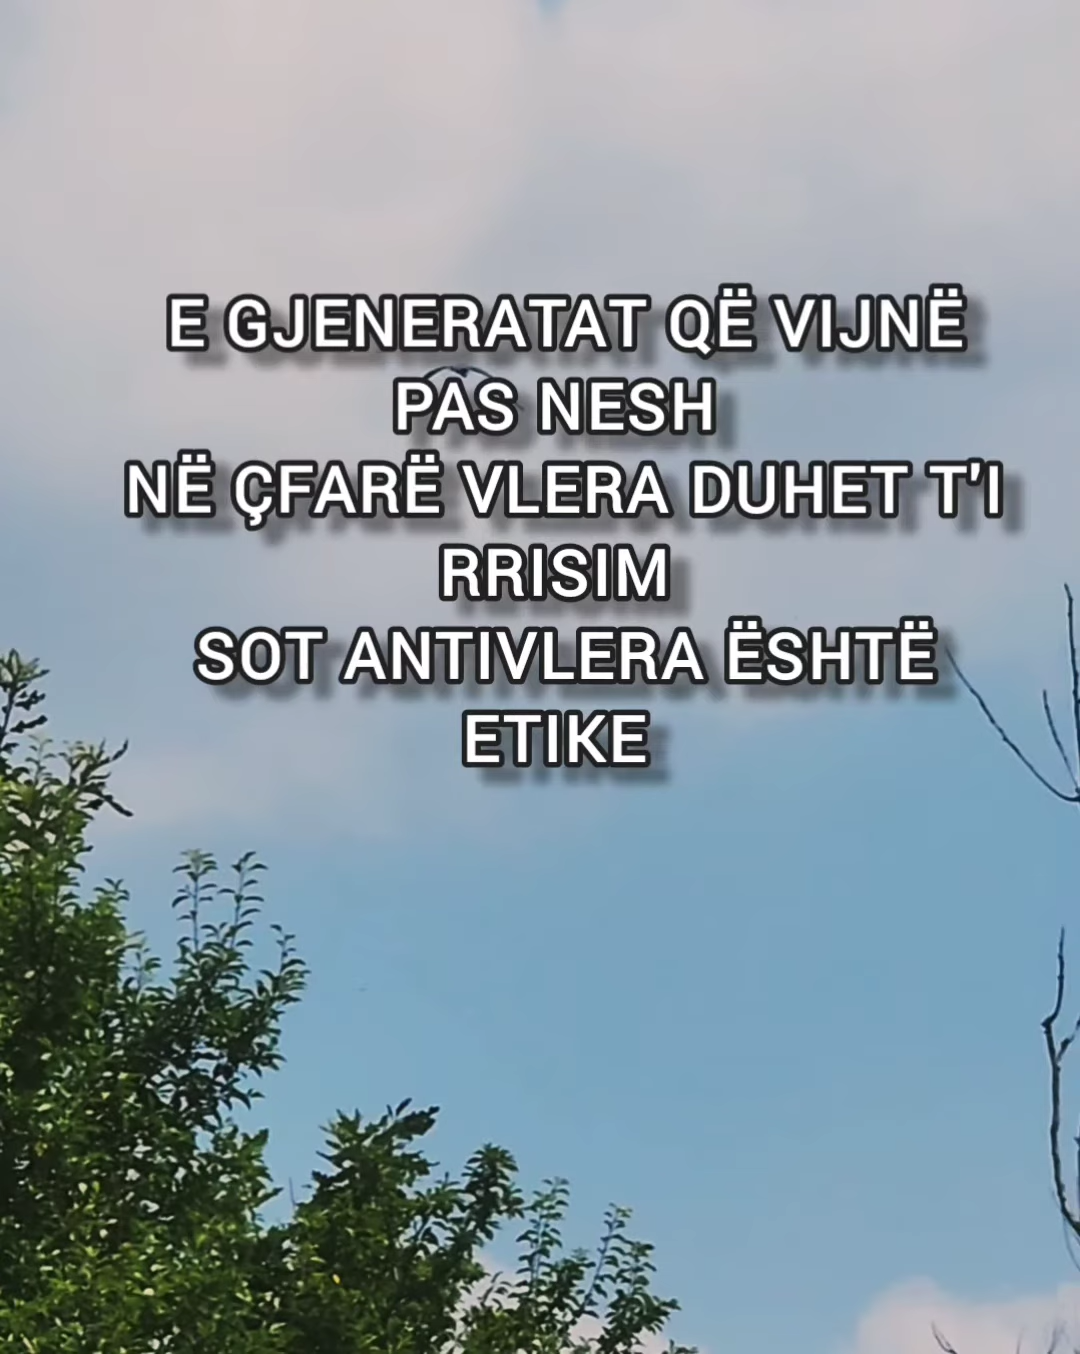 E GJENERATAT QË VIJNË
PAS NESH
NË ÇFARË VLERA DUHET T'I
RRISIM
SOT ANTIVLERA ËSHTË
ETIKE